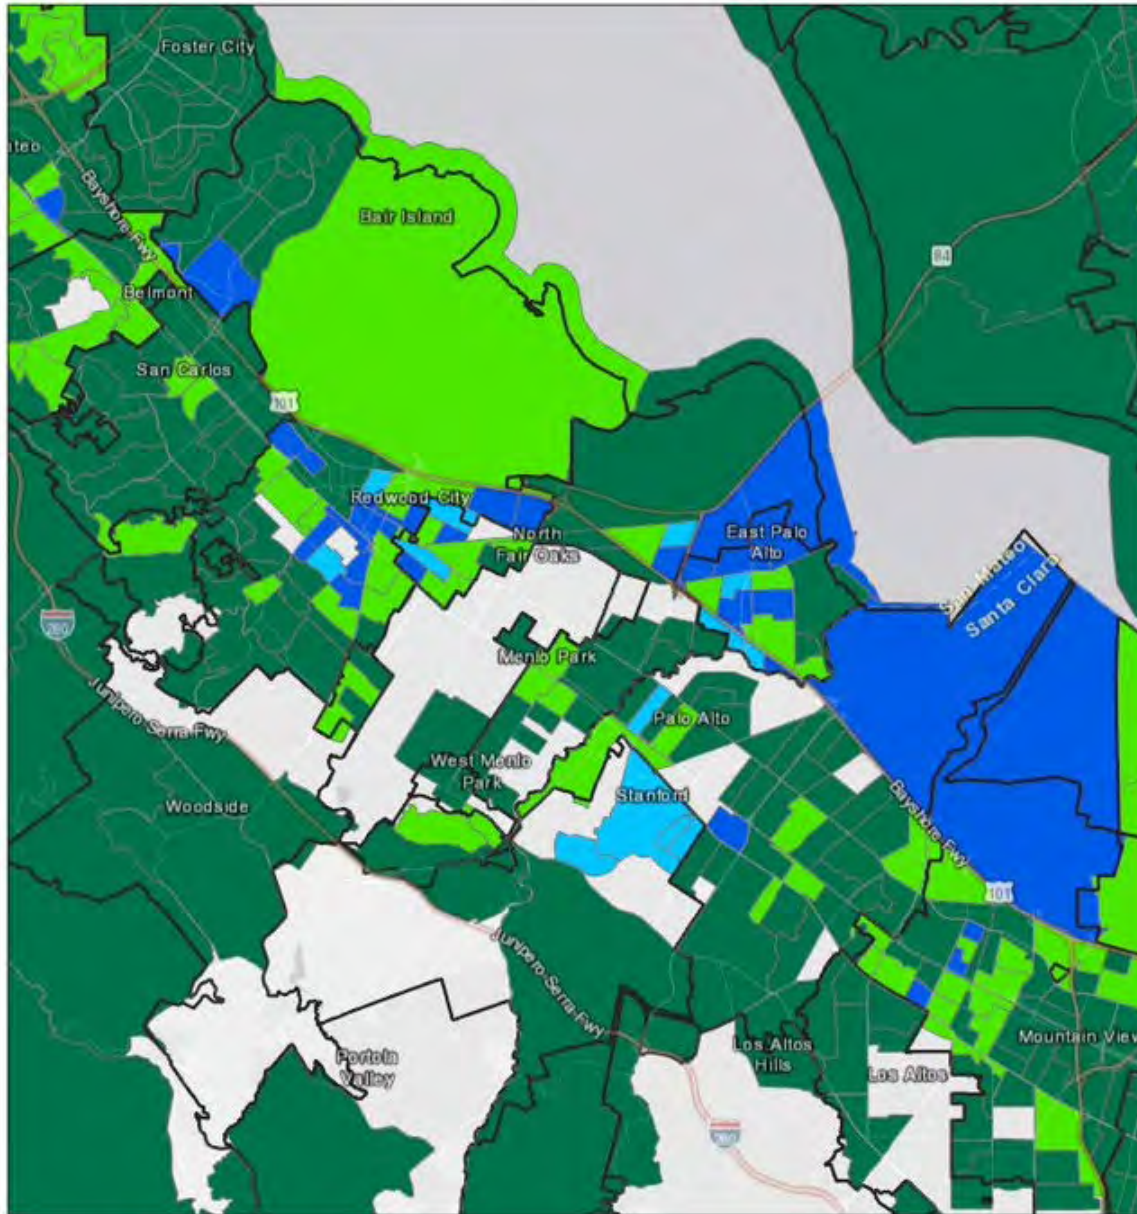 Foster City
ateo
Bayshore Fwy
Bair Island
84
Belmont
San Carlos
101
Redwood City
North
Fair Oaks
East Palo
Alto
San Mateo
Santa Clara
280
Menlo Park
Junipero-Serra-Fwy
Palo Alto
West Menlo
Park
Woodside
Stanford
Bayshore-Fwy
101
Junipero-Serra-Fwy
Mountain View
Los Altos
Hills
Los Altos
Portola
Valley
280